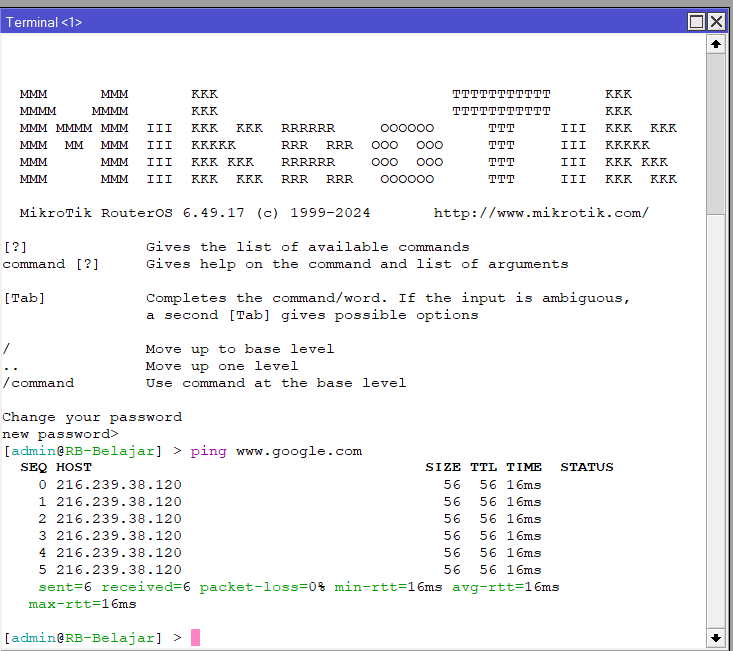 Terminal <1>
MMM      MMM       KKK                          TTTTTTTTTTT      KKK
MMMM    MMMM       KKK                          TTTTTTTTTTT      KKK
MMM MMMM MMM  III  KKK  KKK  RRRRRR     OOOOOO      TTT     III  KKK  KKK
MMM  MM  MMM  III  KKKKK     RRR  RRR  OOO  OOO     TTT     III  KKKKK
MMM      MMM  III  KKK KKK   RRRRRR    OOO  OOO     TTT     III  KKK KKK
MMM      MMM  III  KKK  KKK  RRR  RRR   OOOOOO      TTT     III  KKK  KKK
MikroTik RouterOS 6.49.17 (c) 1999-2024       http://www.mikrotik.com/
[?]             Gives the list of available commands
command [?]     Gives help on the command and list of arguments
[Tab]           Completes the command/word. If the input is ambiguous,
a second [Tab] gives possible options
/               Move up to base level
..              Move up one level
/command        Use command at the base level
Change your password
new password>
[admin@RB-Belajar] > ping www.google.com
SEQ HOST                                     SIZE TTL TIME  STATUS
0 216.239.38.120                             56  56 16ms
1 216.239.38.120                             56  56 16ms
2 216.239.38.120                             56  56 16ms
3 216.239.38.120                             56  56 16ms
4 216.239.38.120                             56  56 16ms
5 216.239.38.120                             56  56 16ms
sent=6 received=6 packet-loss=0% min-rtt=16ms avg-rtt=16ms
max-rtt=16ms
[admin@RB-Belajar] >